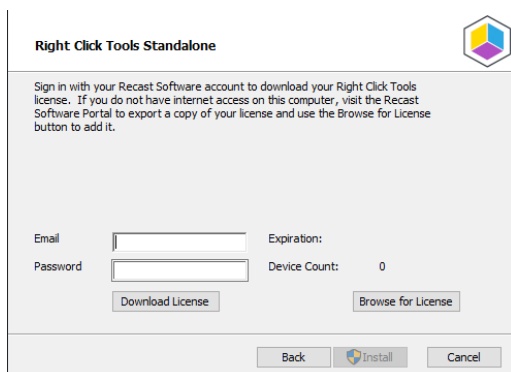 Right Click Tools Standalone
Sign in with your Recast Software account to download your Right Click Tools
license. If you do not have internet access on this computer, visit the Recast
Software Portal to export a copy of your license and use the Browse for License
button to add it.
Email
Expiration:
Password
Device Count: 0
Download License
Browse for License
Back
Install
Cancel